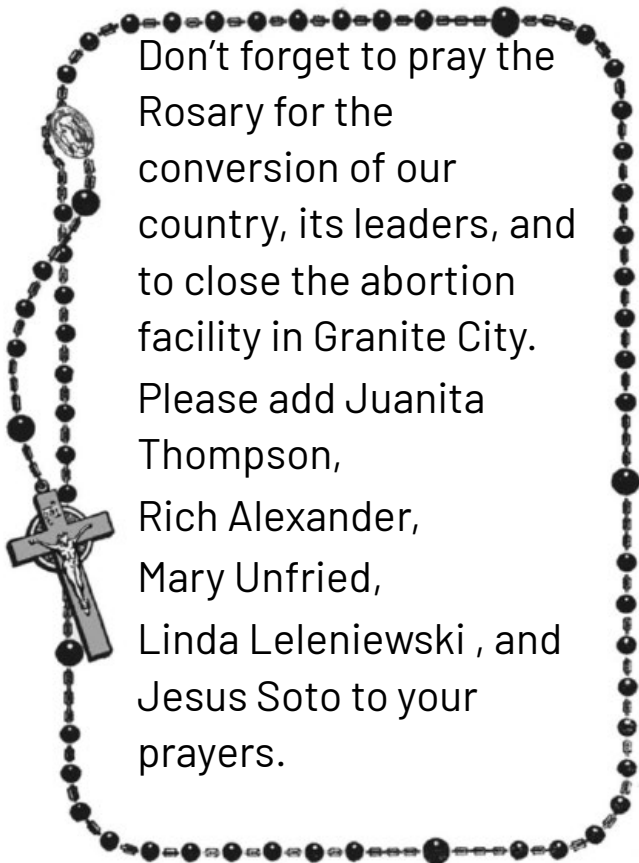 Don't forget to pray the
Rosary for the
conversion of our
country, its leaders, and
to close the abortion
facility in Granite City.
Please add Juanita
Thompson,
Rich Alexander,
Mary Unfried,
Linda Leleniewski , and
Jesus Soto to your
prayers.